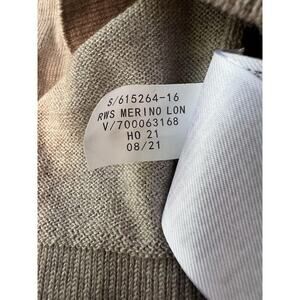 S/615264-16
RWS MERINO LON
V/700063168
HO 21
08/21